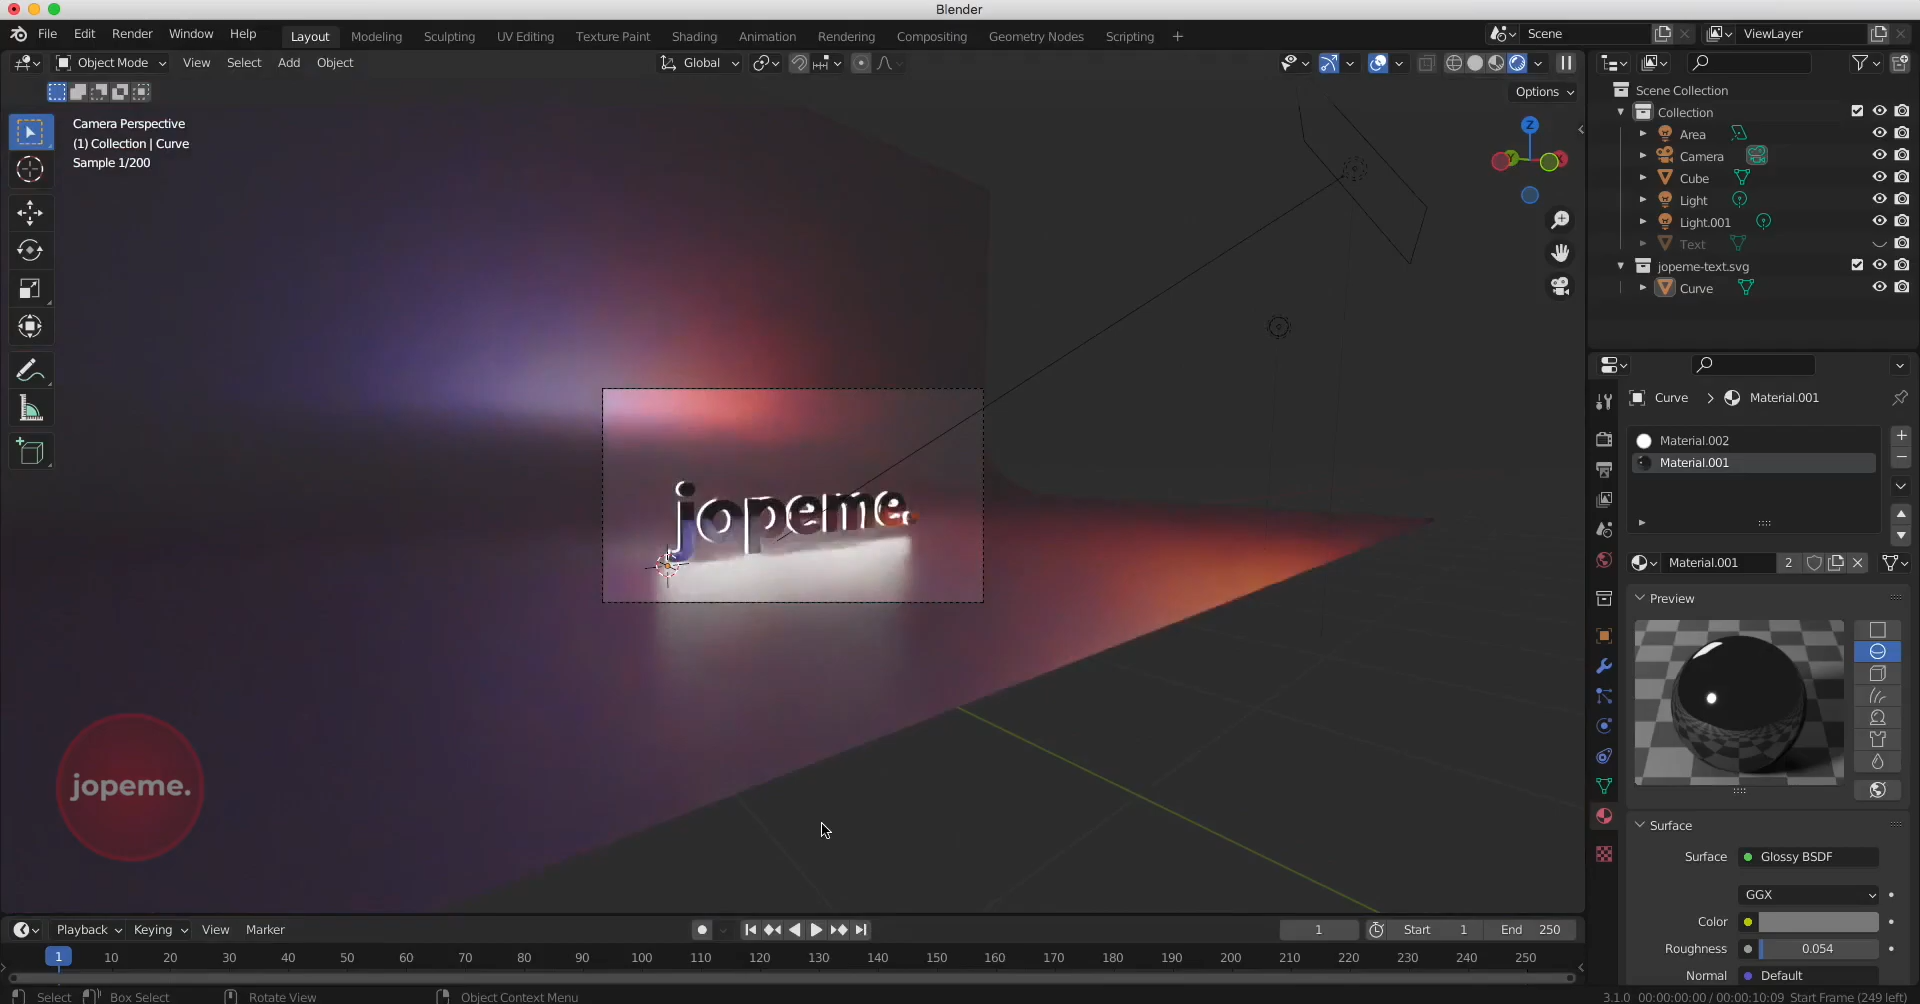 Blender
File Edit Render Window Help Layout Modeling Sculpting UV Editing Texture Paint Shading Animation Rendering Compositing Geometry Nodes Scripting + Scene ViewLayer
Object Mode View Select Add Object Global
Options
Camera Perspective
(1) Collection | Curve
Sample 1/200
Z
Scene Collection
Collection
Area
Camera
Cube
Light
Light.001
Text
jopeme-text.svg
Curve
Curve > Material.001
Material.002
Material.001
Material.001 2
Preview
Surface
Surface Glossy BSDF
GGX
Color
Roughness 0.054
Normal Default
jopeme.
jopeme.
Playback Keying View Marker 1 Start 1 End 250
1 10 20 30 40 50 60 70 80 90 100 110 120 130 140 150 160 170 180 190 200 210 220 230 240 250
Select Box Select Rotate View Object Context Menu 3.1.0 00:00:00:00 / 00:00:10:09 Start Frame (249 left)